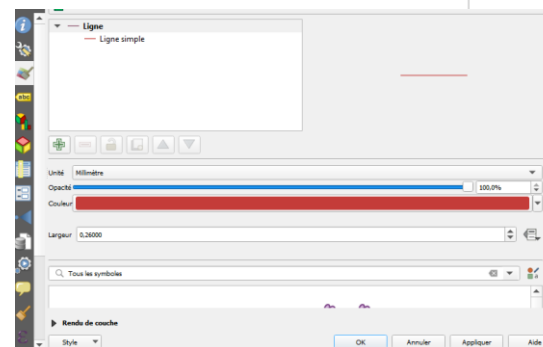 Ligne
Ligne simple
abc
Unité Millimètre
Opacité 100,0%
Couleur
Largeur 0,26000
Tous les symboles
Rendu de couche
Style OK Annuler Appliquer Aide